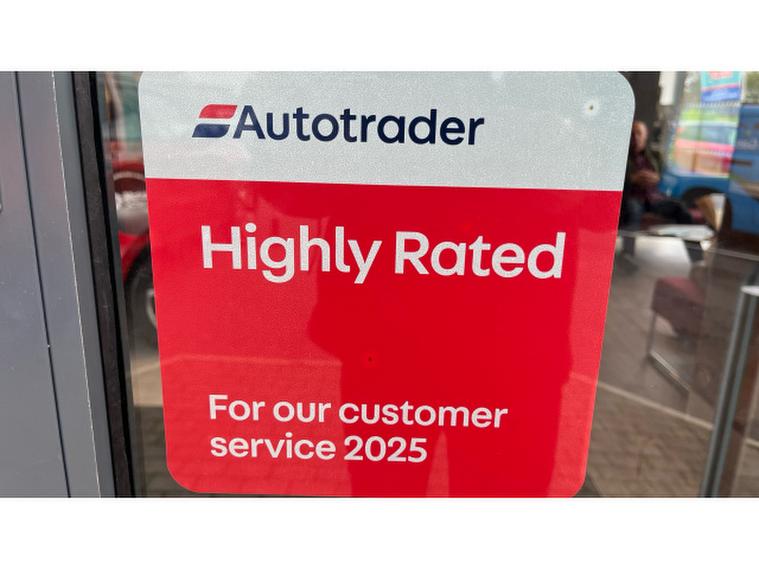 Autotrader
Highly Rated
For our customer
service 2025